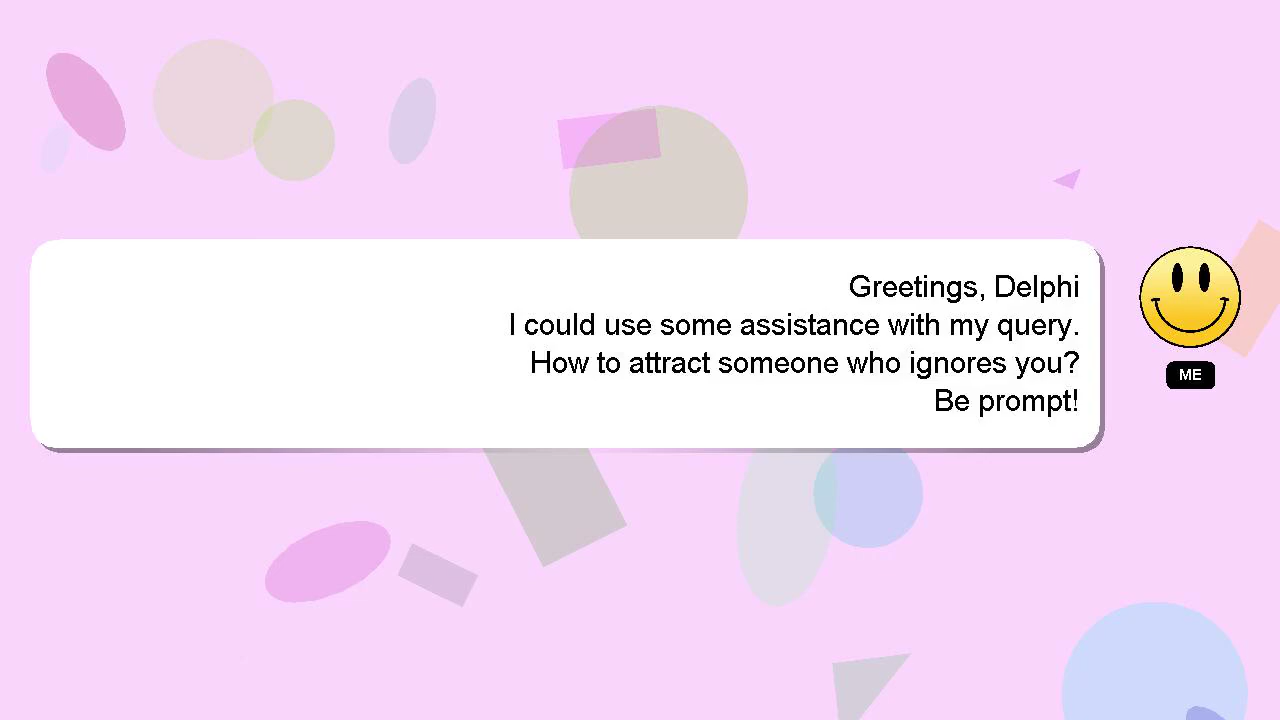 Greetings, Delphi
I could use some assistance with my query.
How to attract someone who ignores you?
Be prompt!
ME